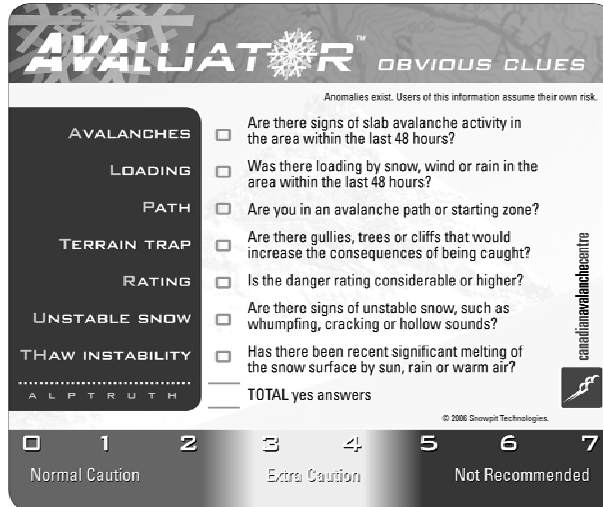 AVALUATOR™ OBVIOUS CLUES
Anomalies exist. Users of this information assume their own risk.
AVALANCHES
Are there signs of slab avalanche activity in
the area within the last 48 hours?
LOADING
Was there loading by snow, wind or rain in the
area within the last 48 hours?
PATH
Are you in an avalanche path or starting zone?
TERRAIN TRAP
Are there gullies, trees or cliffs that would
increase the consequences of being caught?
RATING
Is the danger rating considerable or higher?
UNSTABLE SNOW
Are there signs of unstable snow, such as
whumpfing, cracking or hollow sounds?
THAW INSTABILITY
Has there been recent significant melting of
the snow surface by sun, rain or warm air?
ALPTRUTH
TOTAL yes answers
canadianavalanchecentre
© 2006 Snowpit Technologies.
0 1 2 3 4 5 6 7
Normal Caution Extra Caution Not Recommended